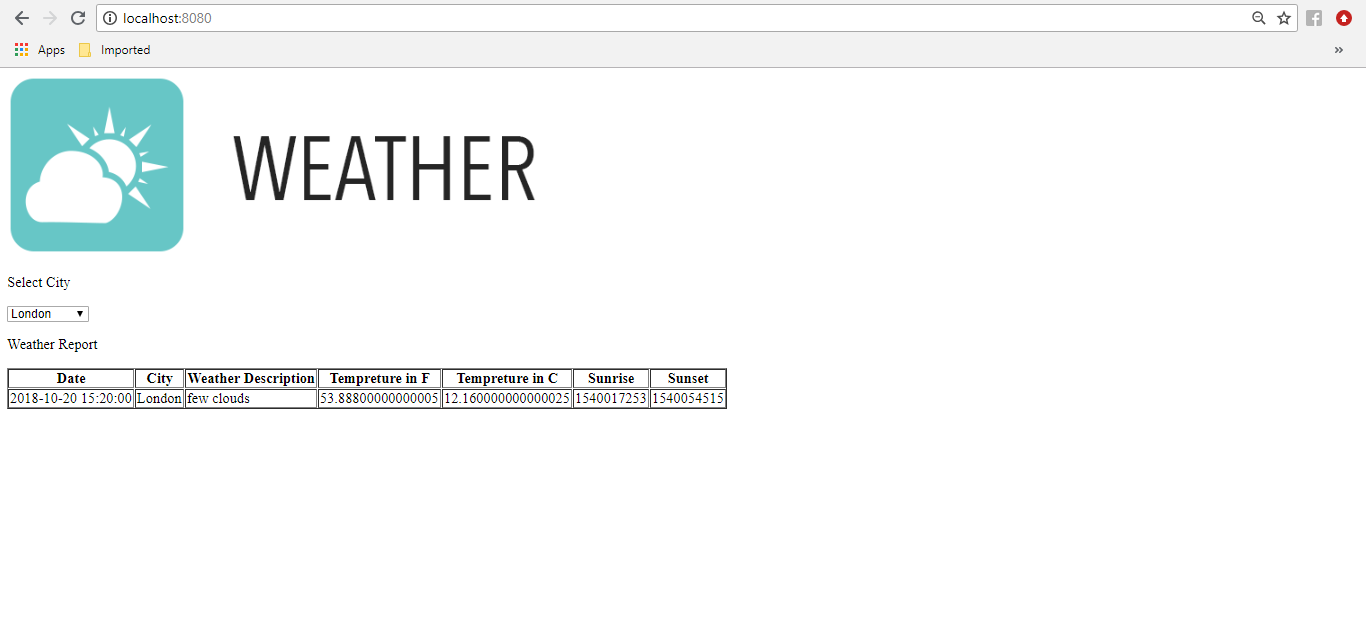 localhost:8080
Apps Imported »
WEATHER
Select City
London
Weather Report
Date City Weather Description Tempreture in F Tempreture in C Sunrise Sunset
2018-10-20 15:20:00 London few clouds 53.88800000000005 12.160000000000025 1540017253 1540054515